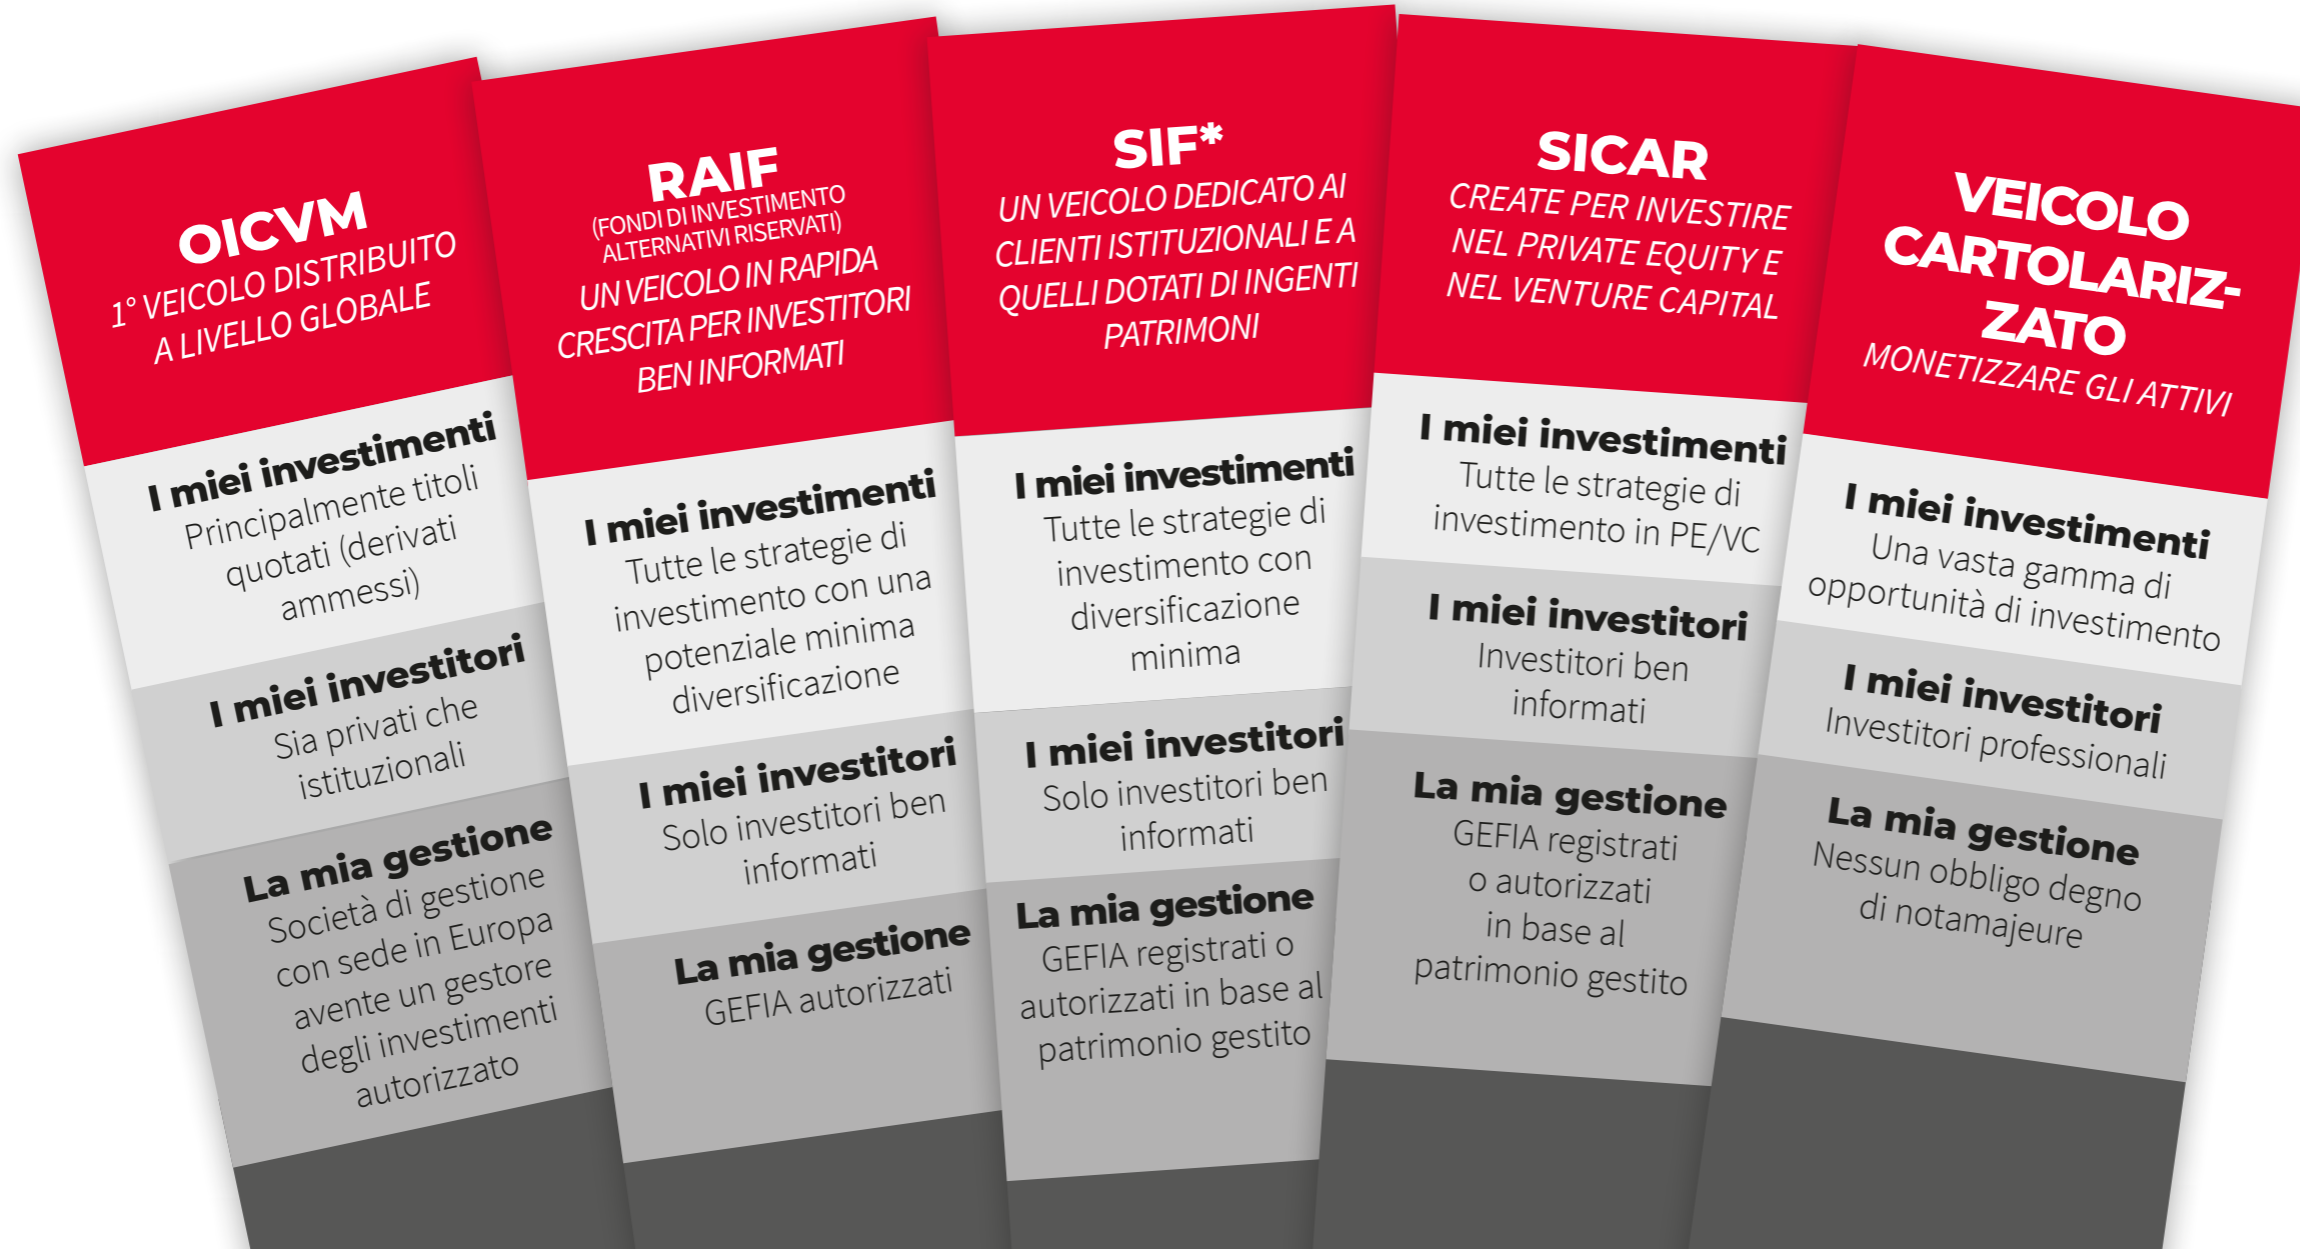 OICVM
1° VEICOLO DISTRIBUITO
A LIVELLO GLOBALE
I miei investimenti
Principalmente titoli
quotati (derivati
ammessi)
I miei investitori
Sia privati che
istituzionali
La mia gestione
Società di gestione
con sede in Europa
avente un gestore
degli investimenti
autorizzato
RAIF
(FONDI DI INVESTIMENTO
ALTERNATIVI RISERVATI)
UN VEICOLO IN RAPIDA
CRESCITA PER INVESTITORI
BEN INFORMATI
I miei investimenti
Tutte le strategie di
investimento con una
potenziale minima
diversificazione
I miei investitori
Solo investitori ben
informati
La mia gestione
GEFIA autorizzati
SIF*
UN VEICOLO DEDICATO AI
CLIENTI ISTITUZIONALI E A
QUELLI DOTATI DI INGENTI
PATRIMONI
I miei investimenti
Tutte le strategie di
investimento con
diversificazione
minima
I miei investitori
Solo investitori ben
informati
La mia gestione
GEFIA registrati o
autorizzati in base al
patrimonio gestito
SICAR
CREATE PER INVESTIRE
NEL PRIVATE EQUITY E
NEL VENTURE CAPITAL
I miei investimenti
Tutte le strategie di
investimento in PE/VC
I miei investitori
Investitori ben
informati
La mia gestione
GEFIA registrati
o autorizzati
in base al
patrimonio gestito
VEICOLO
CARTOLARIZ-
ZATO
MONETIZZARE GLI ATTIVI
I miei investimenti
Una vasta gamma di
opportunità di investimento
I miei investitori
Investitori professionali
La mia gestione
Nessun obbligo degno
di notamajeure